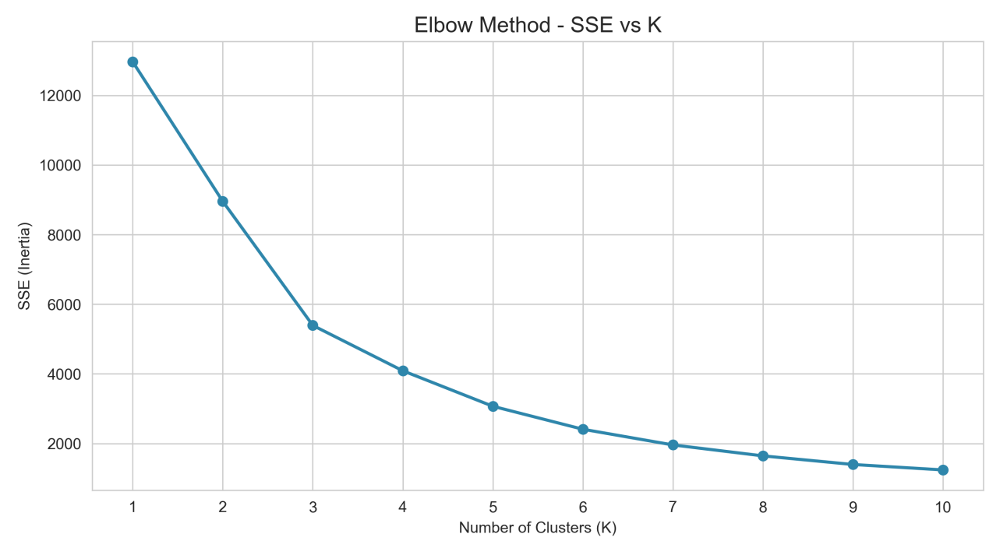 Elbow Method - SSE vs K
12000
10000
8000
6000
4000
2000
SSE (Inertia)
1 2 3 4 5 6 7 8 9 10
Number of Clusters (K)